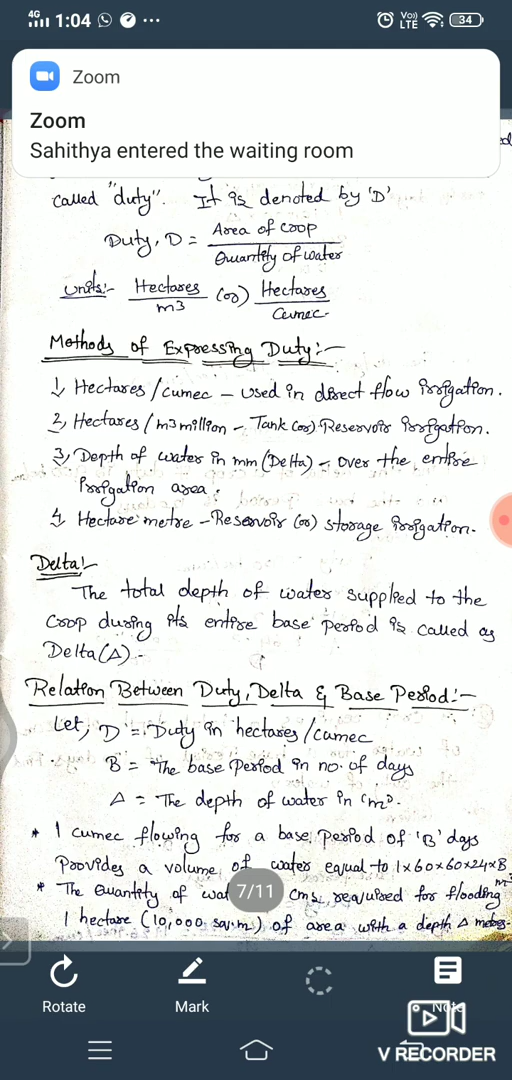 4G 1:04 ... Vo)) LTE 34
Zoom
Zoom
Sahithya entered the waiting room
called "duty". It is denoted by 'D'
Duty, D = Area of crop / Quantity of water
units:- Hectares / m3 (or) Hectares / Cumec.
Methods of Expressing Duty:-
1, Hectares /cumec - used in direct flow irrigation.
2, Hectares / m3 million - Tank (or) Reservoir irrigation.
3, Depth of water in mm (Delta) - over the entire
irrigation area.
4, Hectare metre - Reservoir (or) storage irrigation.
Delta:-
The total depth of water supplied to the
crop during its entire base period is called as
Delta (Δ) -
Relation Between Duty, Delta & Base Period:-
Let, D = Duty in hectares/cumec
B = The base period in no. of days
Δ = The depth of water in 'm'.
* 1 cumec flowing for a base period of 'B' days
Provides a volume of water equal to 1x60x60x24xB m3
* The Quantity of wat 7/11 required for flooding
1 hectare (10,000 sq.m) of area with a depth Δ metres.
Rotate Mark
V RECORDER